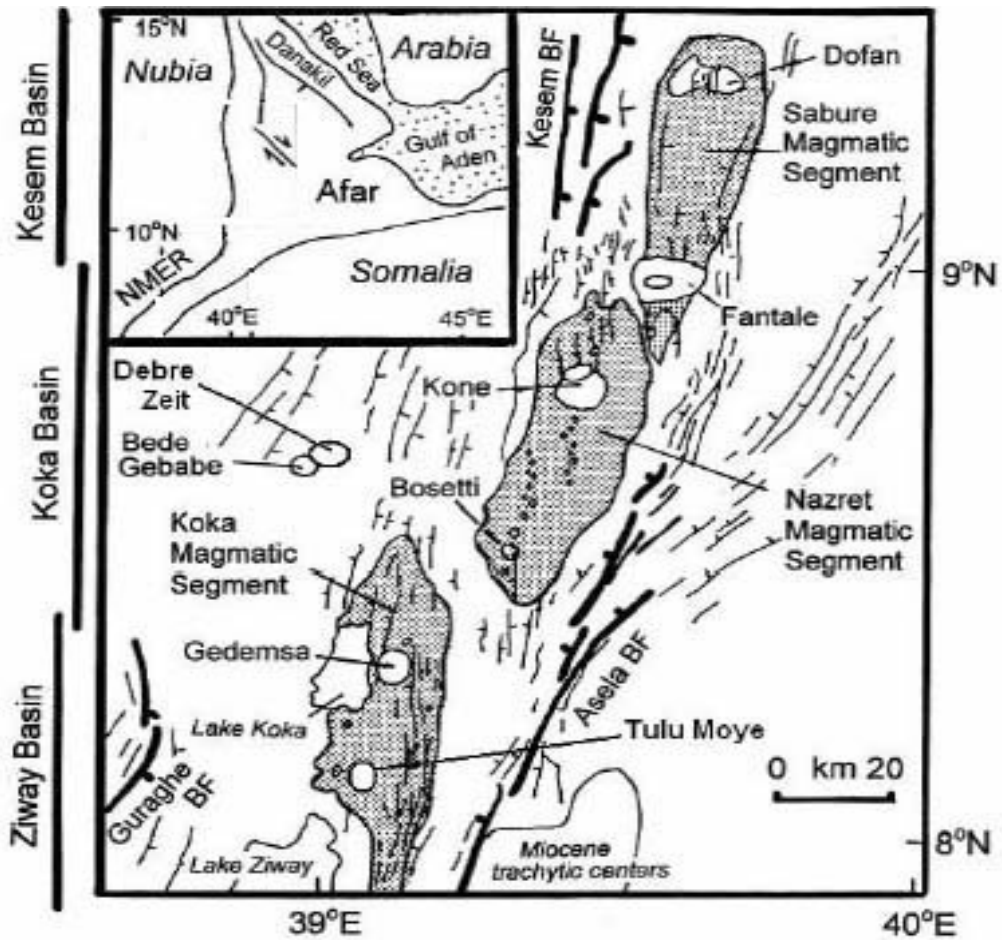 Kesem Basin
Koka Basin
Ziway Basin
15°N
Nubia
Danakil
Red Sea
Arabia
Gulf of
Aden
Afar
10°N
NMER
Somalia
40°E
45°E
Kesem BF
Dofan
Sabure
Magmatic
Segment
9°N
Fantale
Debre
Zeit
Kone
Bede
Gebabe
Bosetti
Koka
Magmatic
Segment
Nazret
Magmatic
Segment
Gedemsa
Asela BF
Lake Koka
Tulu Moye
0 km 20
Guraghe
BF
8°N
Lake Ziway
Miocene
trachytic centers
39°E
40°E